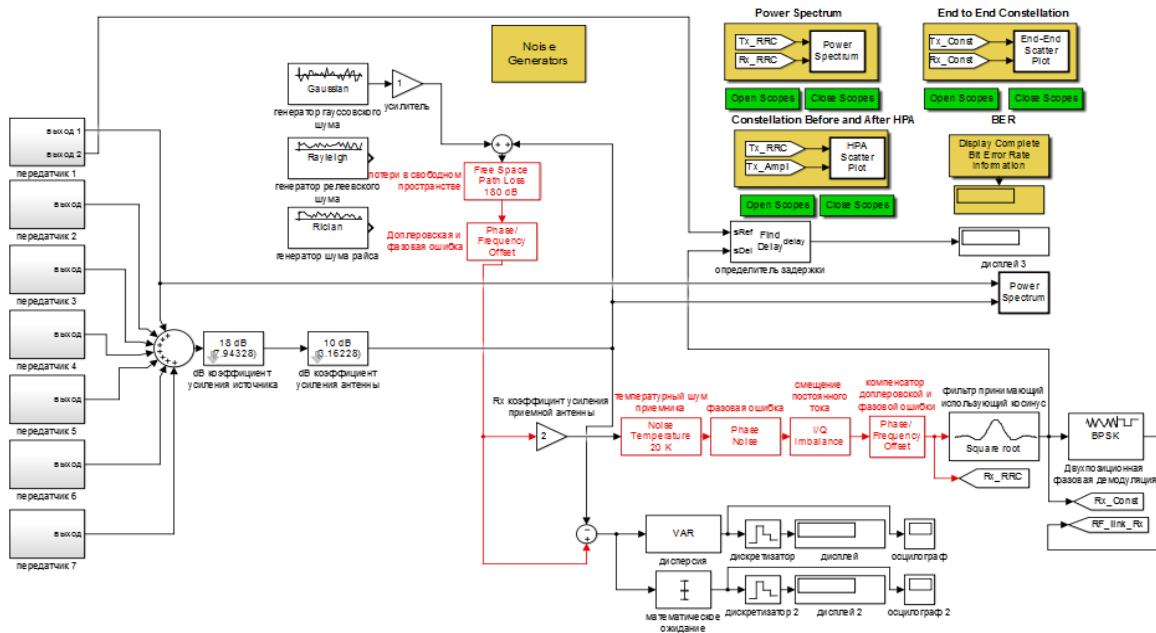 Power Spectrum
Tx_RRC
Rx_RRC
Power
Spectrum
Open Scopes
Close Scopes
End to End Constellation
Tx_Const
Rx_Const
End-End
Scatter
Plot
Open Scopes
Close Scopes
Noise
Generators
Gaussian
генератор гауссовского
шума
1
усилитель
Constellation Before and After HPA
Tx_RRC
Tx_Ampl
HPA
Scatter
Plot
Open Scopes
Close Scopes
BER
Display Complete
Bit Error Rate
Information
выход 1
выход 2
передатчик 1
Rayleigh
генератор релеевского
шума
Rician
генератор шума райса
потери в свободном
пространстве
Free Space
Path Loss
180 dB
Доплеровская и
фазовая ошибка
Phase/
Frequency
Offset
sRef
sDel
Find
Delay
delay
определитель задержки
дисплей 3
Power
Spectrum
выход
передатчик 2
выход
передатчик 3
выход
передатчик 4
выход
передатчик 5
выход
передатчик 6
выход
передатчик 7
18 dB
(7.94328)
dB коэффициент
усиления источника
10 dB
(3.16228)
dB коэффициент
усиления антенны
Rx коэффицинт усиления
приемной антенны
2
температурный шум
приемника
Noise
Temperature
20 K
фазовая ошибка
Phase
Noise
смещение
постоянного
тока
I/Q
Imbalance
компенсатор
доплеровской и
фазовой ошибки
Phase/
Frequency
Offset
фильтр принимающий
использующий косинус
Square root
BPSK
Двухпозиционная
фазовая демодуляция
Rx_RRC
Rx_Const
RF_link_Rx
VAR
дисперсия
дискретизатор
дисплей
осцилограф
математическое
ожидание
дискретизатор 2
дисплей 2
осцилограф 2